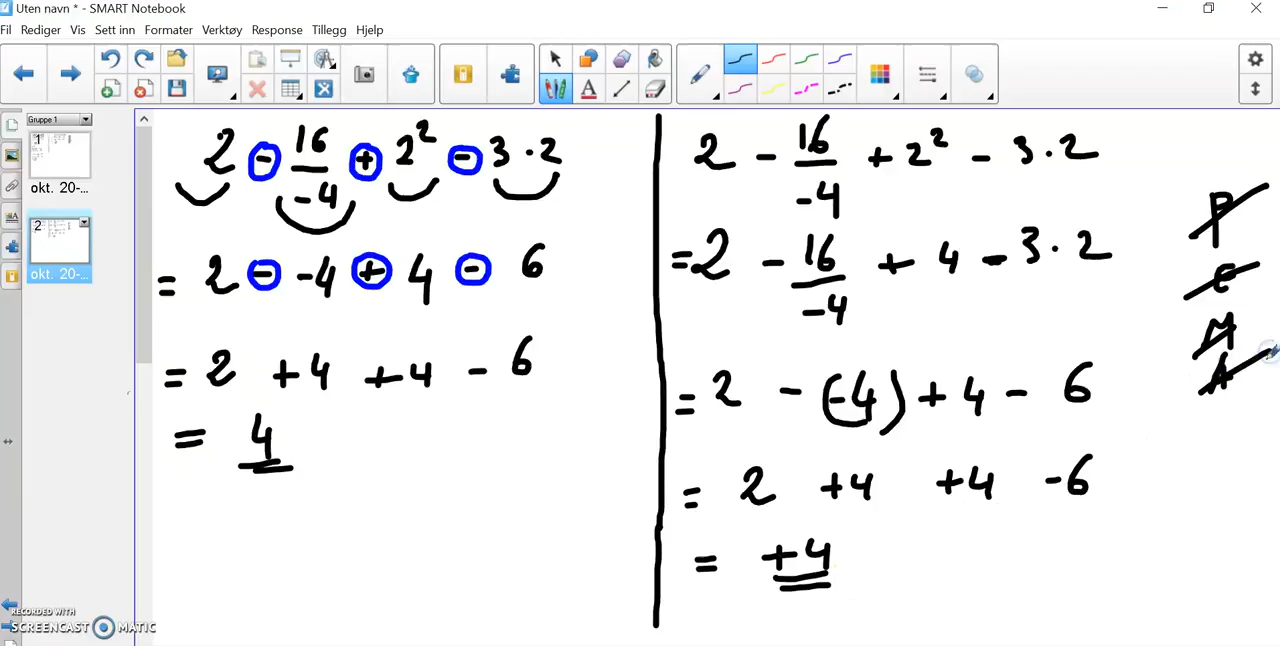 Uten navn * - SMART Notebook
Fil Rediger Vis Sett inn Formater Verktøy Response Tillegg Hjelp
Gruppe 1
1
okt. 20-...
2
okt. 20-...
2 - 16/-4 + 2² - 3 · 2
= 2 - -4 + 4 - 6
= 2 +4 +4 - 6
= 4
2 - 16/-4 + 2² - 3 · 2
= 2 - 16/-4 + 4 - 3 · 2
= 2 - (-4) + 4 - 6
= 2 +4 +4 -6
= +4
P
E
M
A
RECORDED WITH
SCREENCAST MATIC